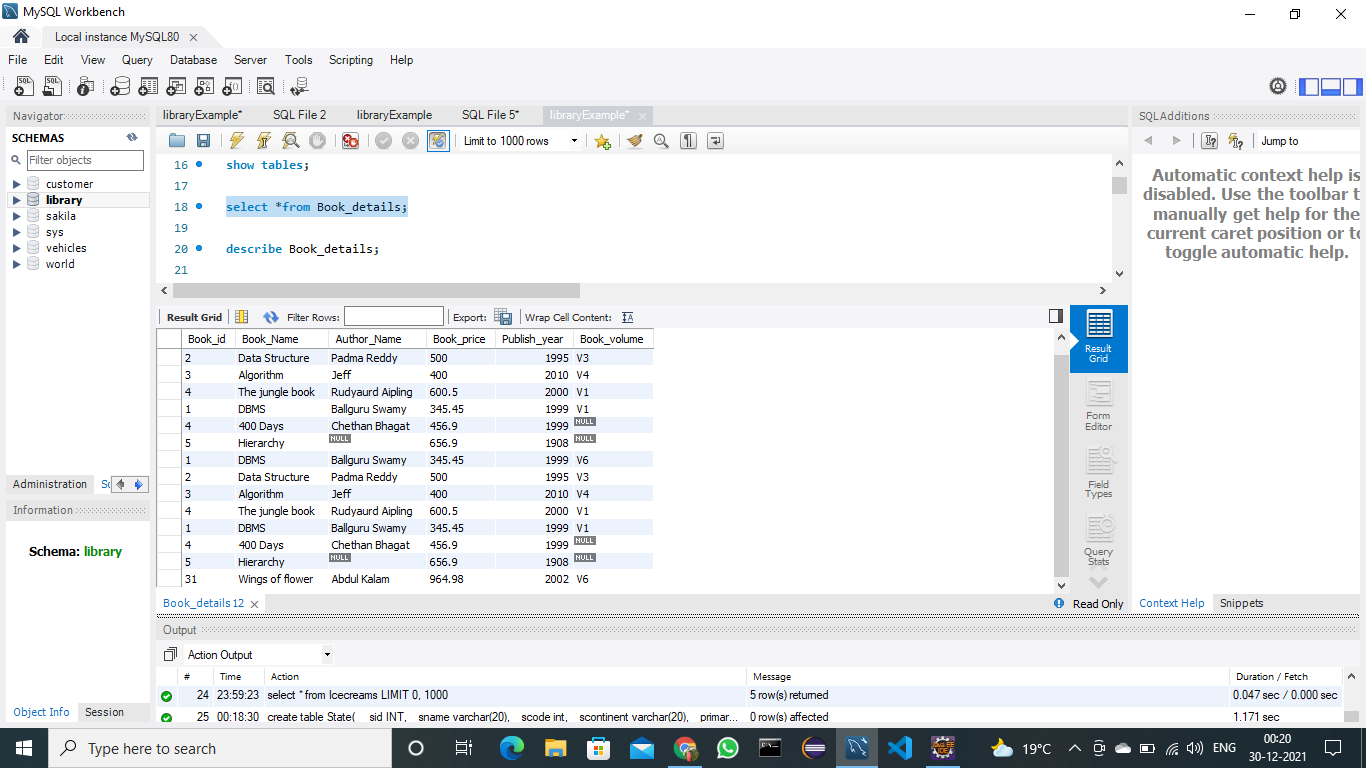 MySQL Workbench
Local instance MySQL80
File Edit View Query Database Server Tools Scripting Help
Navigator
SCHEMAS
Filter objects
customer
library
sakila
sys
vehicles
world
Administration Sc
Information
Schema: library
Object Info Session
libraryExample* SQL File 2 libraryExample SQL File 5* libraryExample*
Limit to 1000 rows
16 show tables;
17
18 select *from Book_details;
19
20 describe Book_details;
21
Result Grid Filter Rows: Export: Wrap Cell Content:
Book_id Book_Name Author_Name Book_price Publish_year Book_volume
2 Data Structure Padma Reddy 500 1995 V3
3 Algorithm Jeff 400 2010 V4
4 The jungle book Rudyaurd Aipling 600.5 2000 V1
1 DBMS Ballguru Swamy 345.45 1999 V1
4 400 Days Chethan Bhagat 456.9 1999 NULL
5 Hierarchy NULL 656.9 1908 NULL
1 DBMS Ballguru Swamy 345.45 1999 V6
2 Data Structure Padma Reddy 500 1995 V3
3 Algorithm Jeff 400 2010 V4
4 The jungle book Rudyaurd Aipling 600.5 2000 V1
1 DBMS Ballguru Swamy 345.45 1999 V1
4 400 Days Chethan Bhagat 456.9 1999 NULL
5 Hierarchy NULL 656.9 1908 NULL
31 Wings of flower Abdul Kalam 964.98 2002 V6
Result
Grid
Form
Editor
Field
Types
Query
Stats
Book_details 12
Read Only
SQLAdditions
Jump to
Automatic context help is
disabled. Use the toolbar t
manually get help for the
current caret position or to
toggle automatic help.
Context Help Snippets
Output
Action Output
# Time Action Message Duration / Fetch
24 23:59:23 select * from Icecreams LIMIT 0, 1000 5 row(s) returned 0.047 sec / 0.000 sec
25 00:18:30 create table State( sid INT, sname varchar(20), scode int, scontinent varchar(20), primar... 0 row(s) affected 1.171 sec
Type here to search
19°C
ENG
00:20
30-12-2021